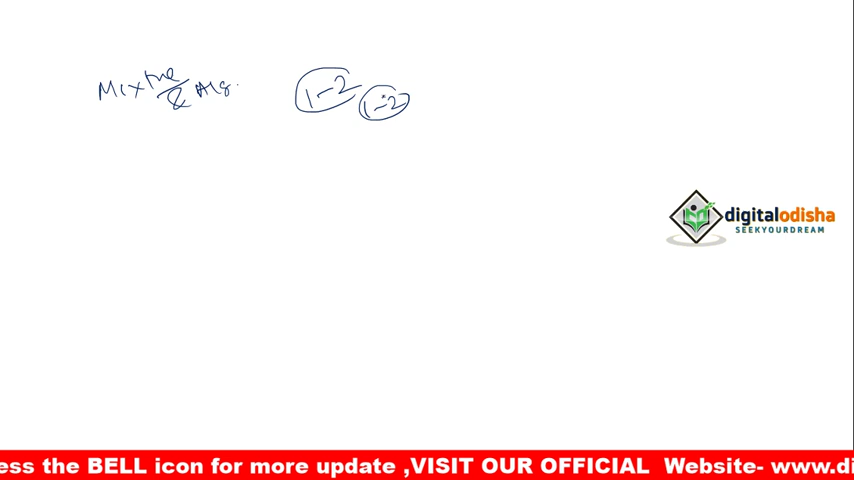 Mixture & Alg. 1-2 1-2
digitalodisha
SEEKYOURDREAM
ess the BELL icon for more update ,VISIT OUR OFFICIAL Website- www.di